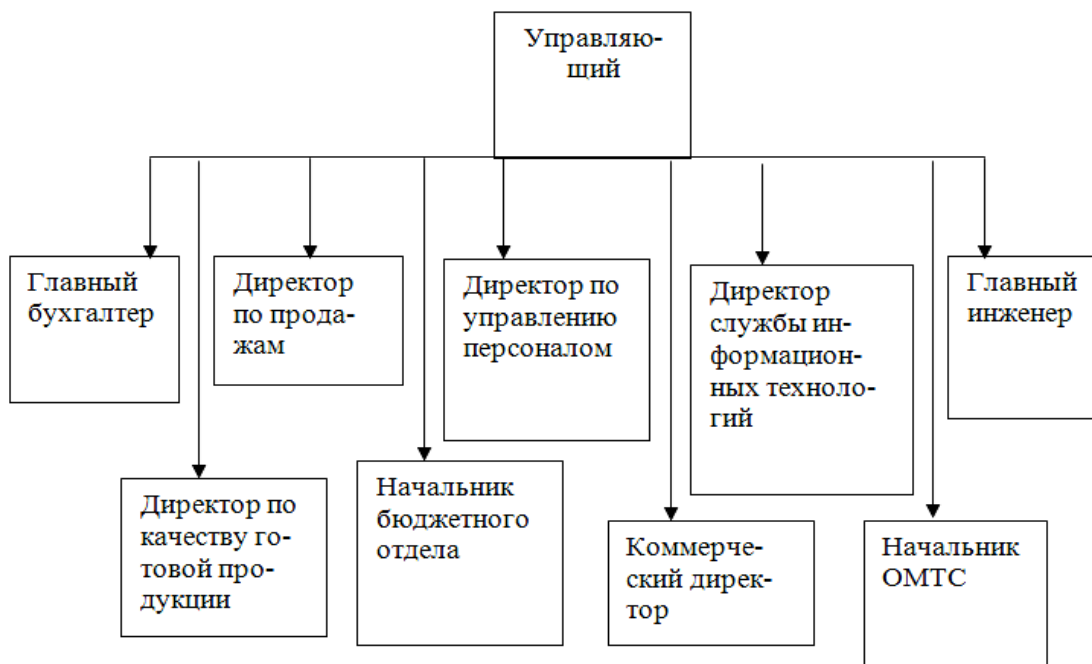 Управляю-
щий
Главный
бухгалтер
Директор
по прода-
жам
Директор по
управлению
персоналом
Директор
службы ин-
формацион-
ных техноло-
гий
Главный
инженер
Директор по
качеству го-
товой про-
дукции
Начальник
бюджетного
отдела
Коммерче-
ский дирек-
тор
Начальник
ОМТС